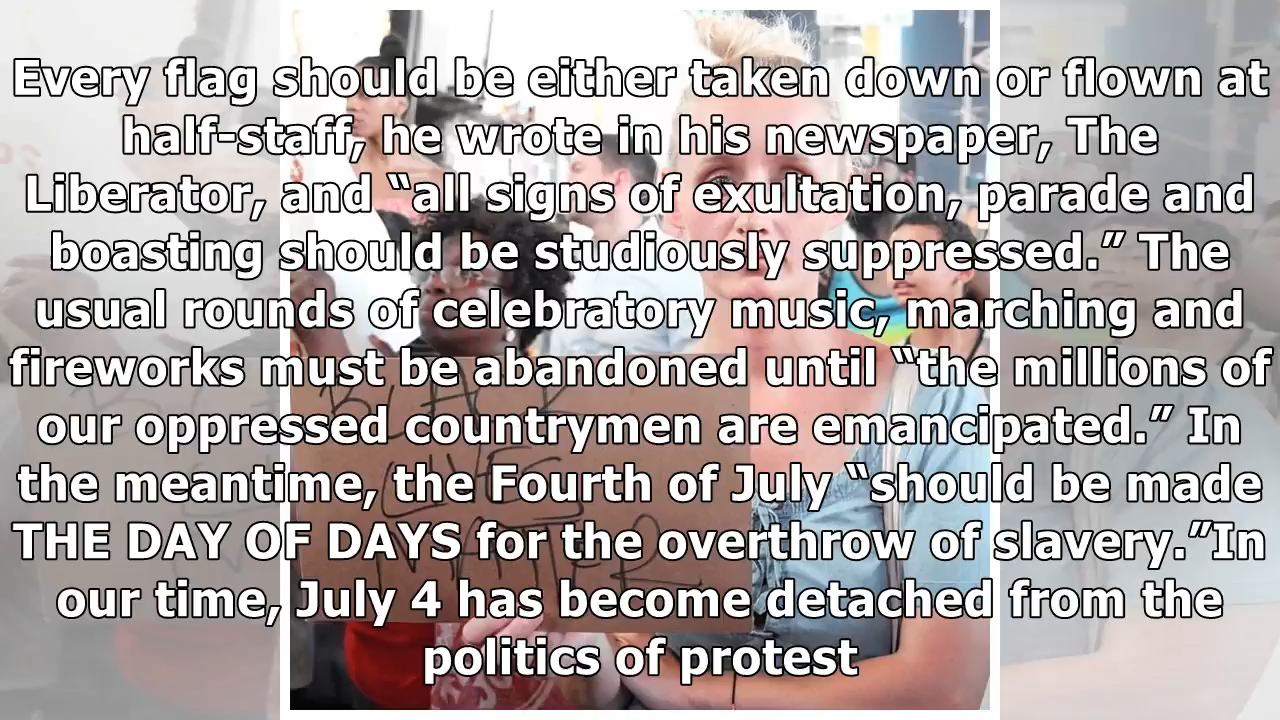 Every flag should be either taken down or flown at
half-staff, he wrote in his newspaper, The
Liberator, and “all signs of exultation, parade and
boasting should be studiously suppressed.” The
usual rounds of celebratory music, marching and
fireworks must be abandoned until “the millions of
our oppressed countrymen are emancipated.” In
the meantime, the Fourth of July “should be made
THE DAY OF DAYS for the overthrow of slavery.”In
our time, July 4 has become detached from the
politics of protest
BLACK
LIVES
MATTER